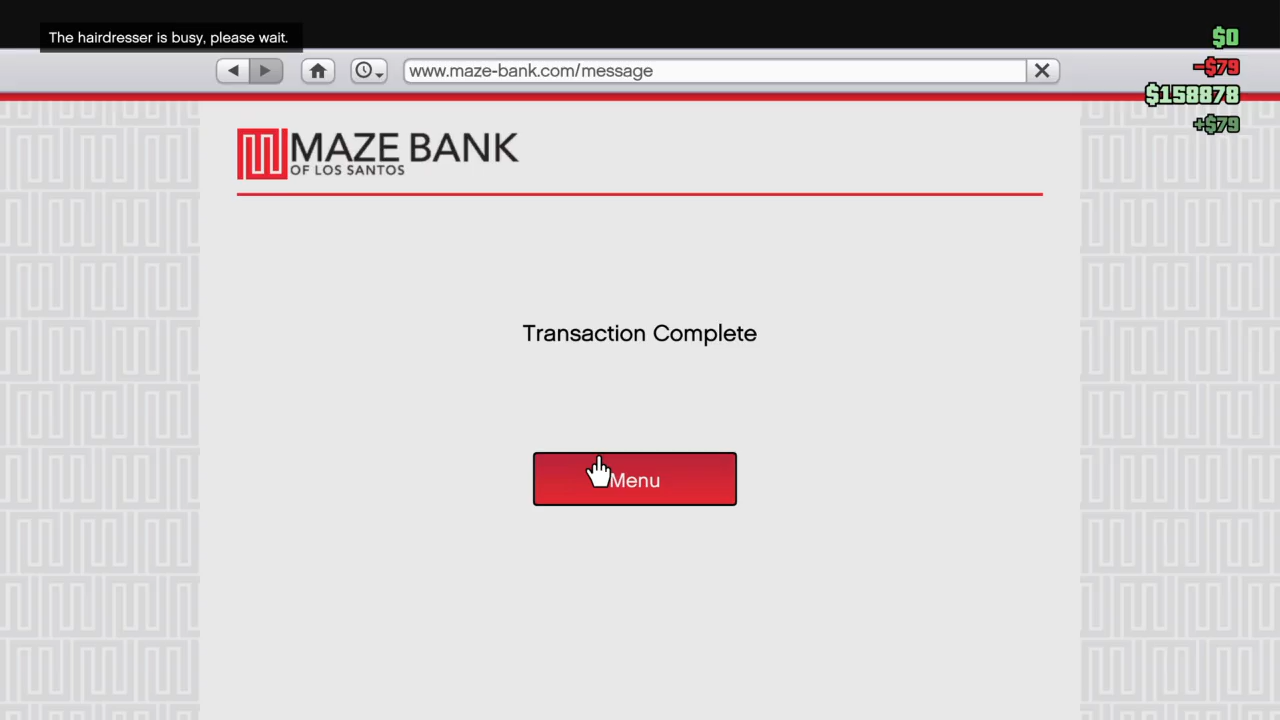 The hairdresser is busy, please wait.
$0
-$79
www.maze-bank.com/message
$158878
+$79
MAZE BANK
OF LOS SANTOS
Transaction Complete
Menu